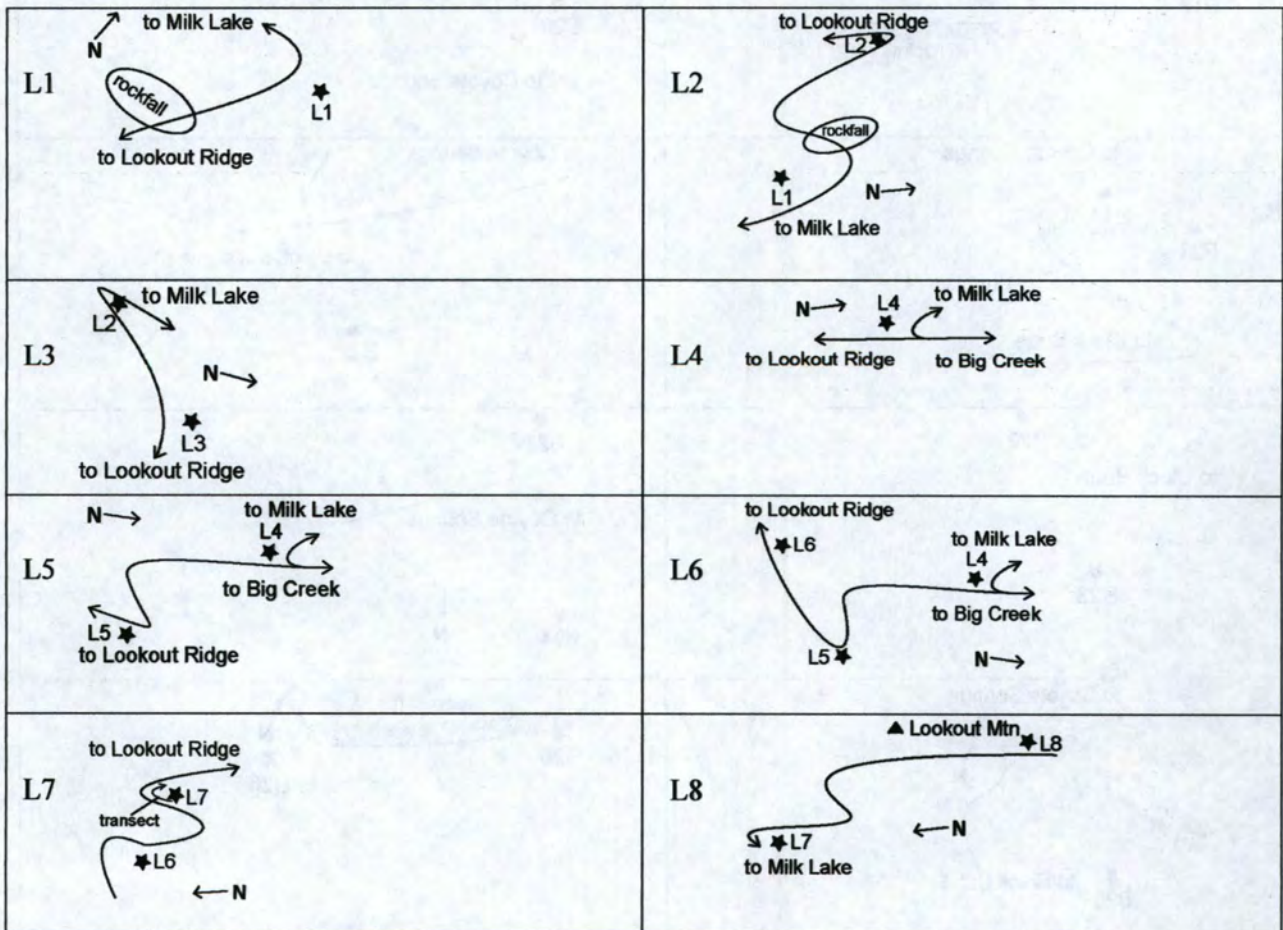 L1
to Milk Lake
N
rockfall
L1
to Lookout Ridge
L2
to Lookout Ridge
L2
rockfall
L1
N
to Milk Lake
L3
to Milk Lake
L2
N
L3
to Lookout Ridge
L4
N
L4
to Milk Lake
to Lookout Ridge
to Big Creek
L5
N
to Milk Lake
L4
to Big Creek
L5
to Lookout Ridge
L6
to Lookout Ridge
L6
to Milk Lake
L4
to Big Creek
L5
N
L7
to Lookout Ridge
L7
transect
L6
N
L8
Lookout Mtn
L8
N
L7
to Milk Lake